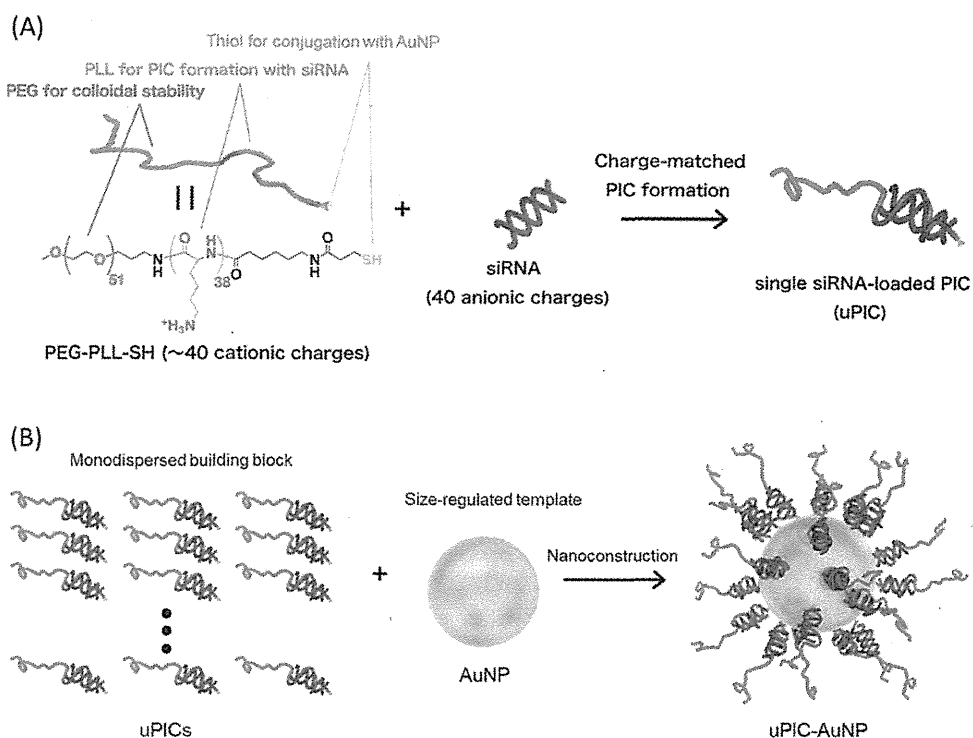 (A)
Thiol for conjugation with AuNP
PLL for PIC formation with siRNA
PEG for colloidal stability
Charge-matched
PIC formation
+
O
O
51
N
H
O
H
N
38
O
O
N
H
SH
⁺H₃N
PEG-PLL-SH (~40 cationic charges)
siRNA
(40 anionic charges)
single siRNA-loaded PIC
(uPIC)
(B)
Monodispersed building block
Size-regulated template
+
Nanoconstruction
AuNP
uPICs
uPIC-AuNP